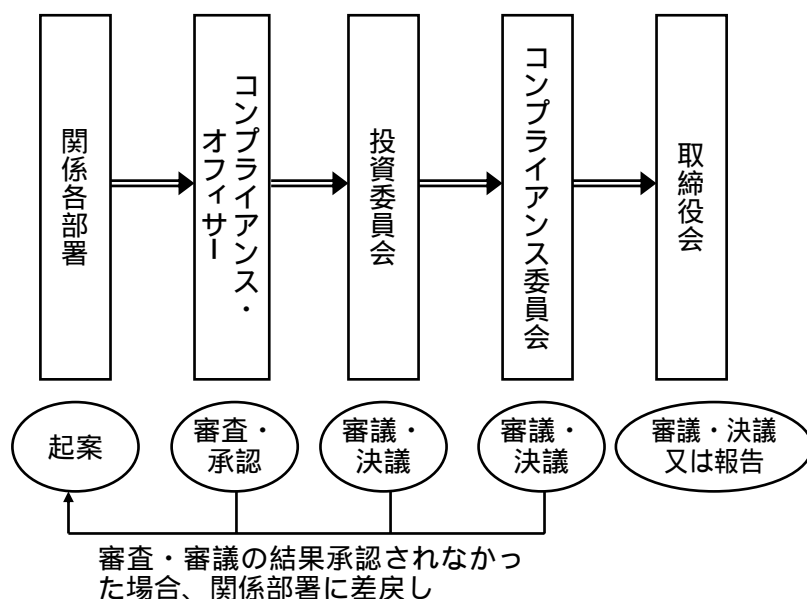 関係各部署
コンプライアンス・
オフィサー
投資委員会
コンプライアンス委員会
取締役会
起案
審査・
承認
審議・
決議
審議・
決議
審議・決議
又は報告
審査・審議の結果承認されなかっ
た場合、関係部署に差戻し